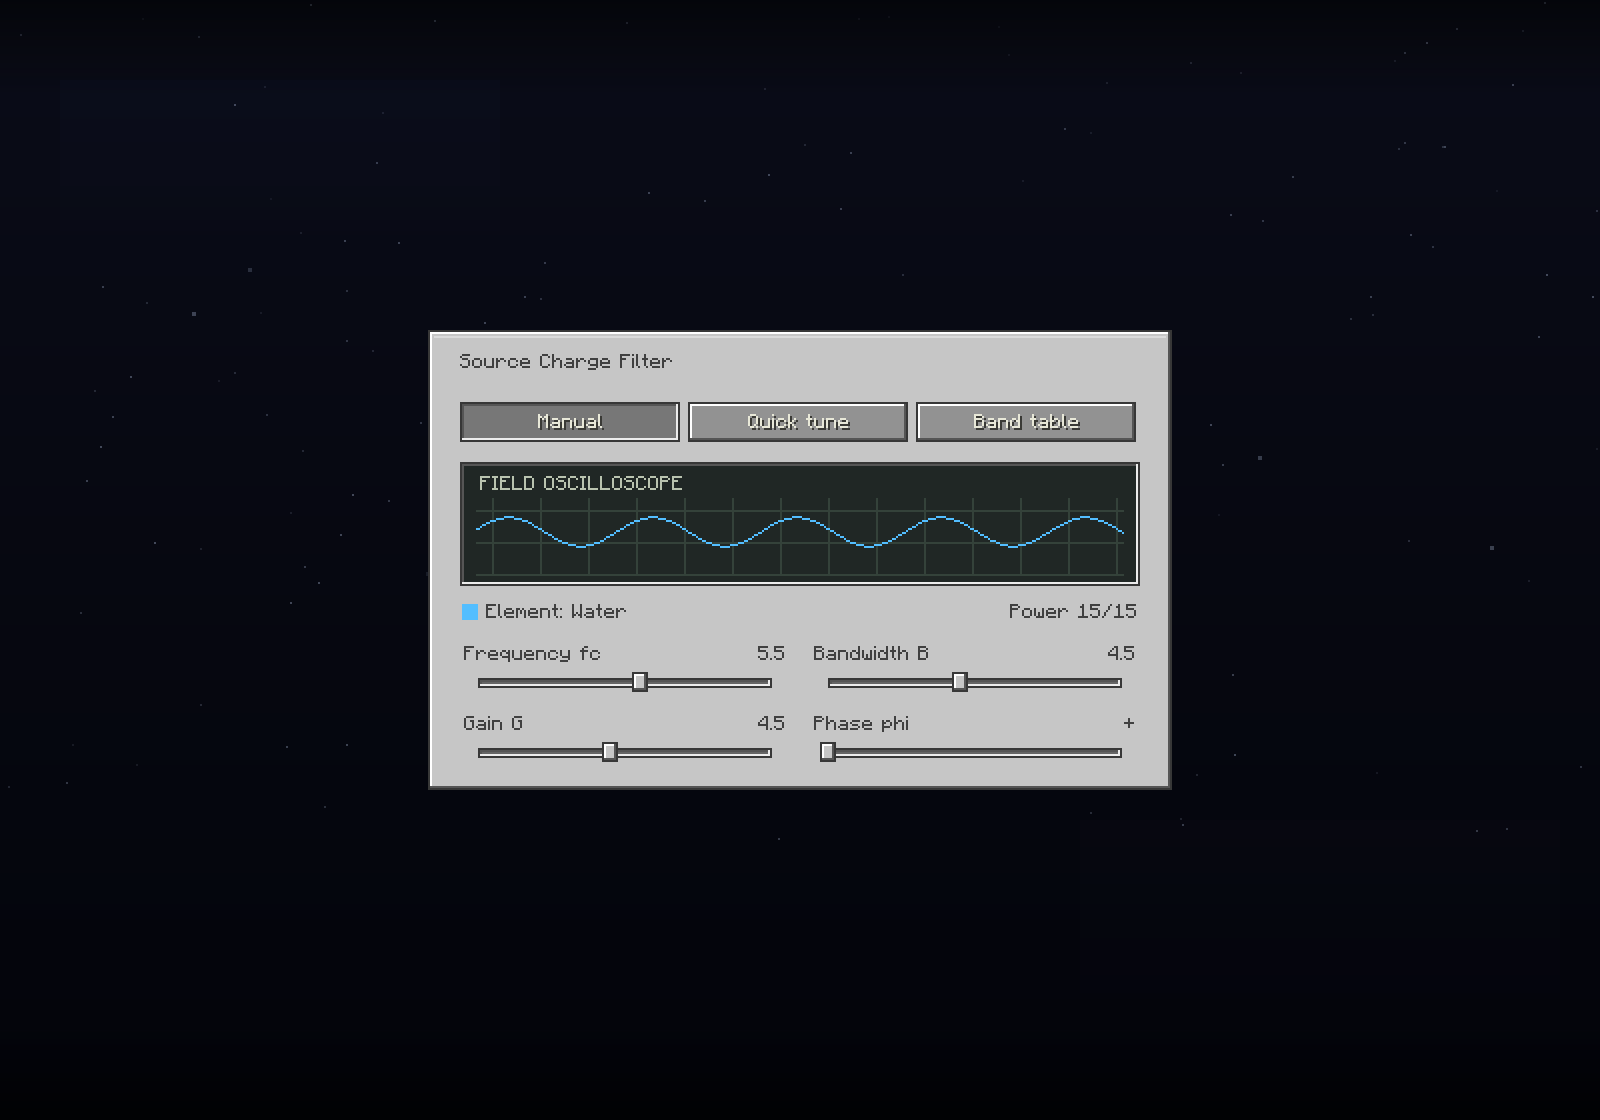 Source Charge Filter
Manual
Quick tune
Band table
FIELD OSCILLOSCOPE
Element: Water
Power 15/15
Frequency fc 5.5
Bandwidth B 4.5
Gain G 4.5
Phase phi +